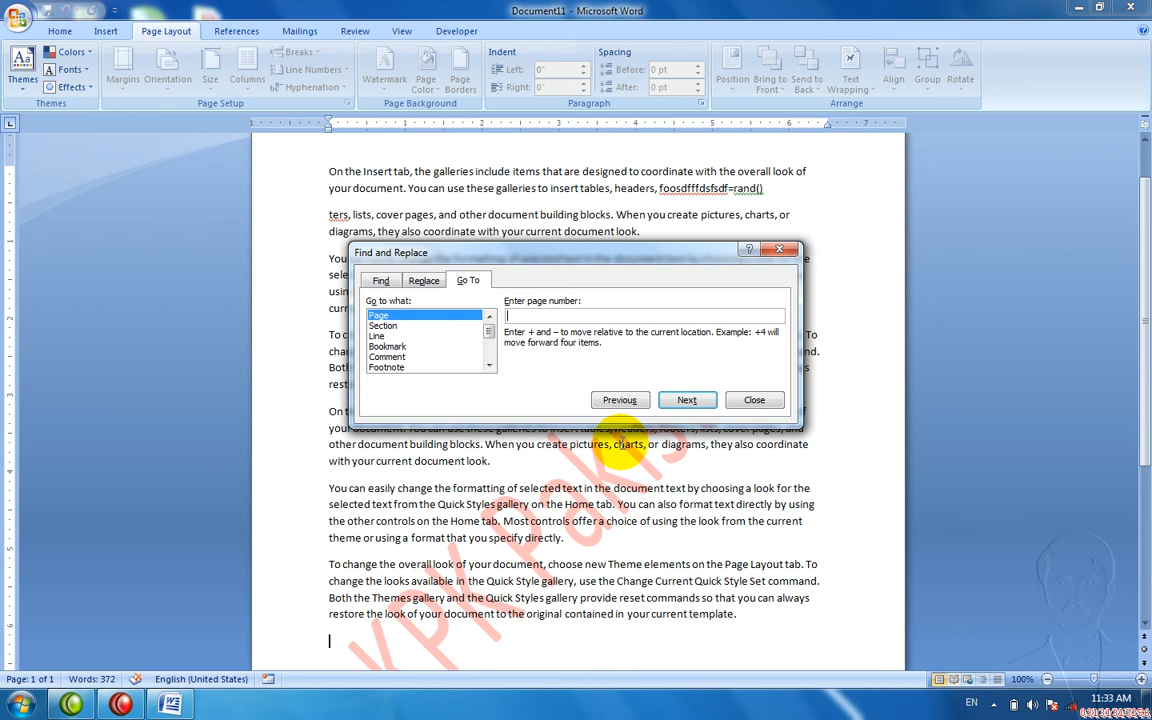 Document11 - Microsoft Word
Home Insert Page Layout References Mailings Review View Developer
Themes
Colors
Fonts
Effects
Themes
Margins
Orientation
Size
Columns
Breaks
Line Numbers
Hyphenation
Page Setup
Watermark
Page Color
Page Borders
Page Background
Indent
Left: 0"
Right: 0"
Spacing
Before: 0 pt
After: 0 pt
Paragraph
Position
Bring to Front
Send to Back
Text Wrapping
Align
Group
Rotate
Arrange
1 1 2 3 4 5 6 7
On the Insert tab, the galleries include items that are designed to coordinate with the overall look of
your document. You can use these galleries to insert tables, headers, foosdfffdsfsdf=rand()
ters, lists, cover pages, and other document building blocks. When you create pictures, charts, or
diagrams, they also coordinate with your current document look.
Find and Replace
Find Replace Go To
Go to what:
Page
Section
Line
Bookmark
Comment
Footnote
Enter page number:
Enter + and – to move relative to the current location. Example: +4 will
move forward four items.
Previous Next Close
other document building blocks. When you create pictures, charts, or diagrams, they also coordinate
with your current document look.
You can easily change the formatting of selected text in the document text by choosing a look for the
selected text from the Quick Styles gallery on the Home tab. You can also format text directly by using
the other controls on the Home tab. Most controls offer a choice of using the look from the current
theme or using a format that you specify directly.
To change the overall look of your document, choose new Theme elements on the Page Layout tab. To
change the looks available in the Quick Style gallery, use the Change Current Quick Style Set command.
Both the Themes gallery and the Quick Styles gallery provide reset commands so that you can always
restore the look of your document to the original contained in your current template.
KPK Pakis
Page: 1 of 1 Words: 372 English (United States) 100%
EN 11:33 AM